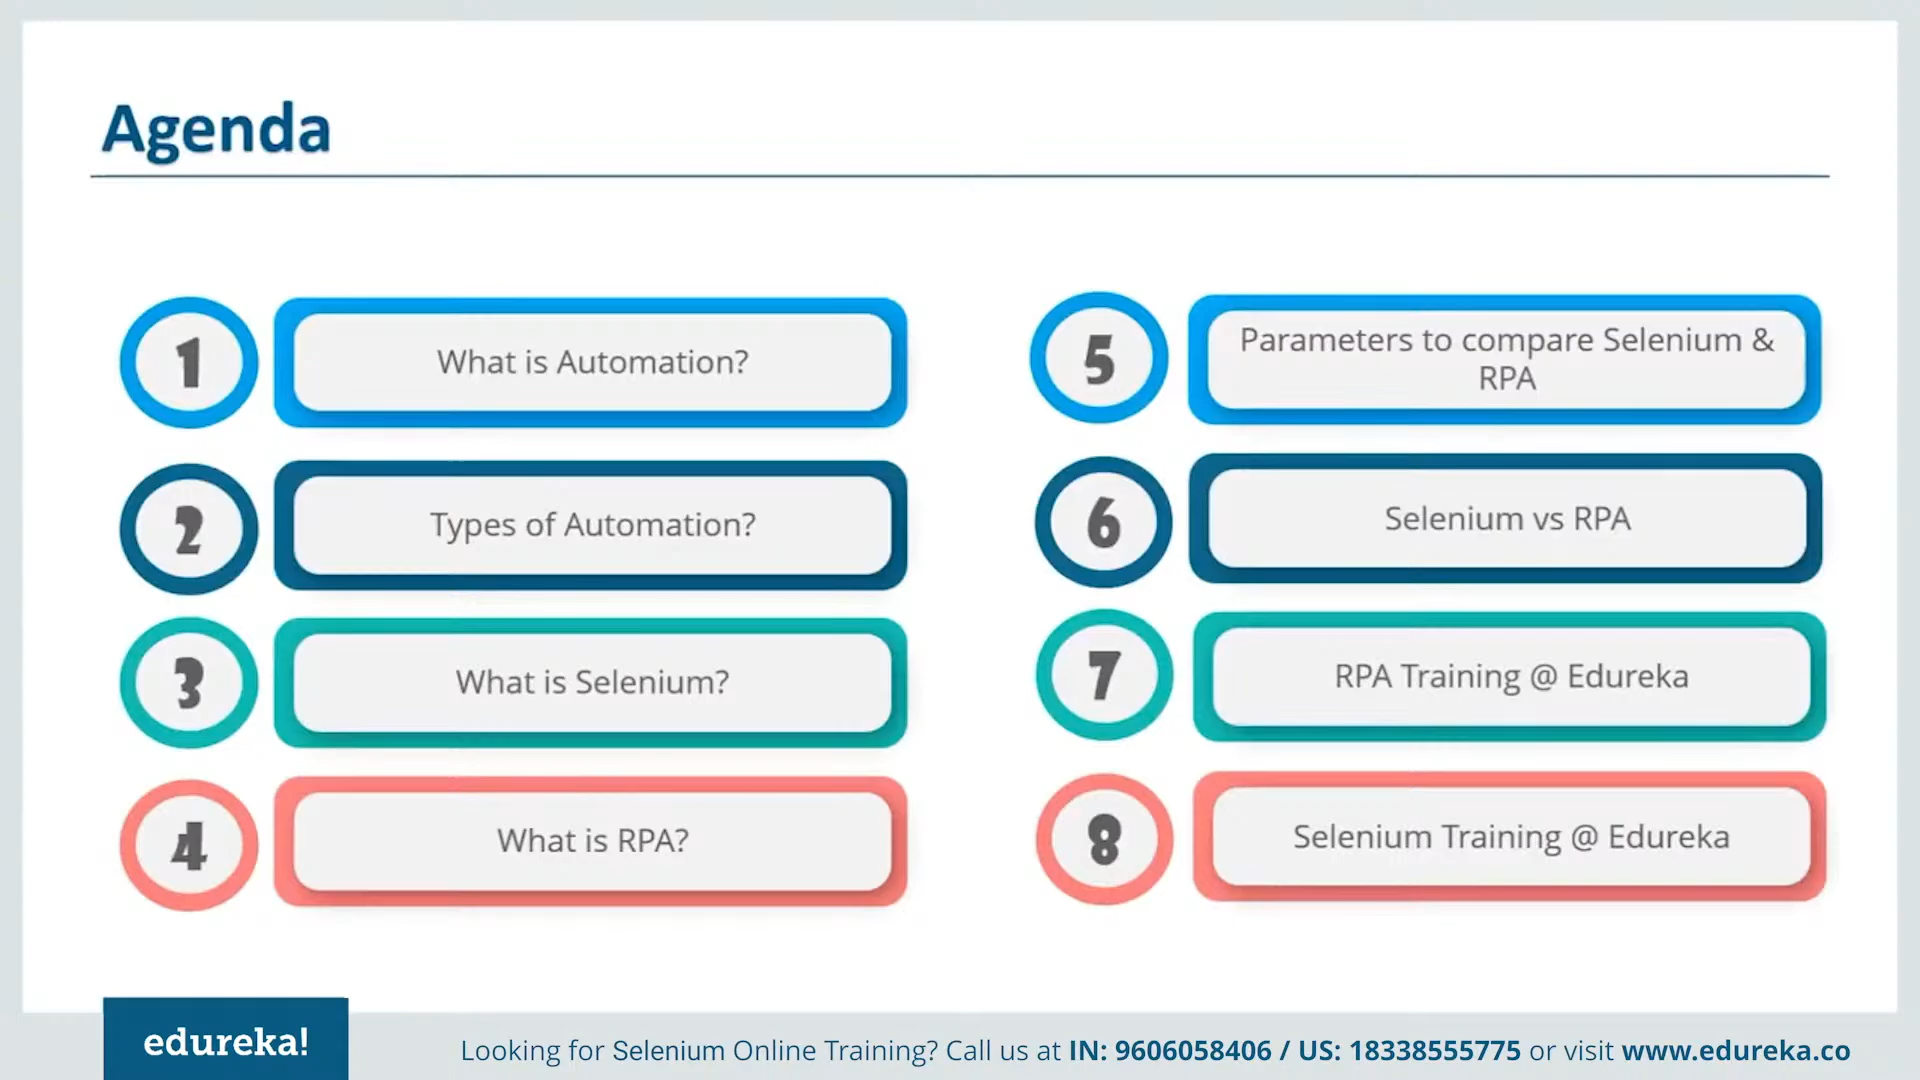 Agenda
1
What is Automation?
2
Types of Automation?
3
What is Selenium?
4
What is RPA?
5
Parameters to compare Selenium &
RPA
6
Selenium vs RPA
7
RPA Training @ Edureka
8
Selenium Training @ Edureka
edureka!
Looking for Selenium Online Training? Call us at IN: 9606058406 / US: 18338555775 or visit www.edureka.co